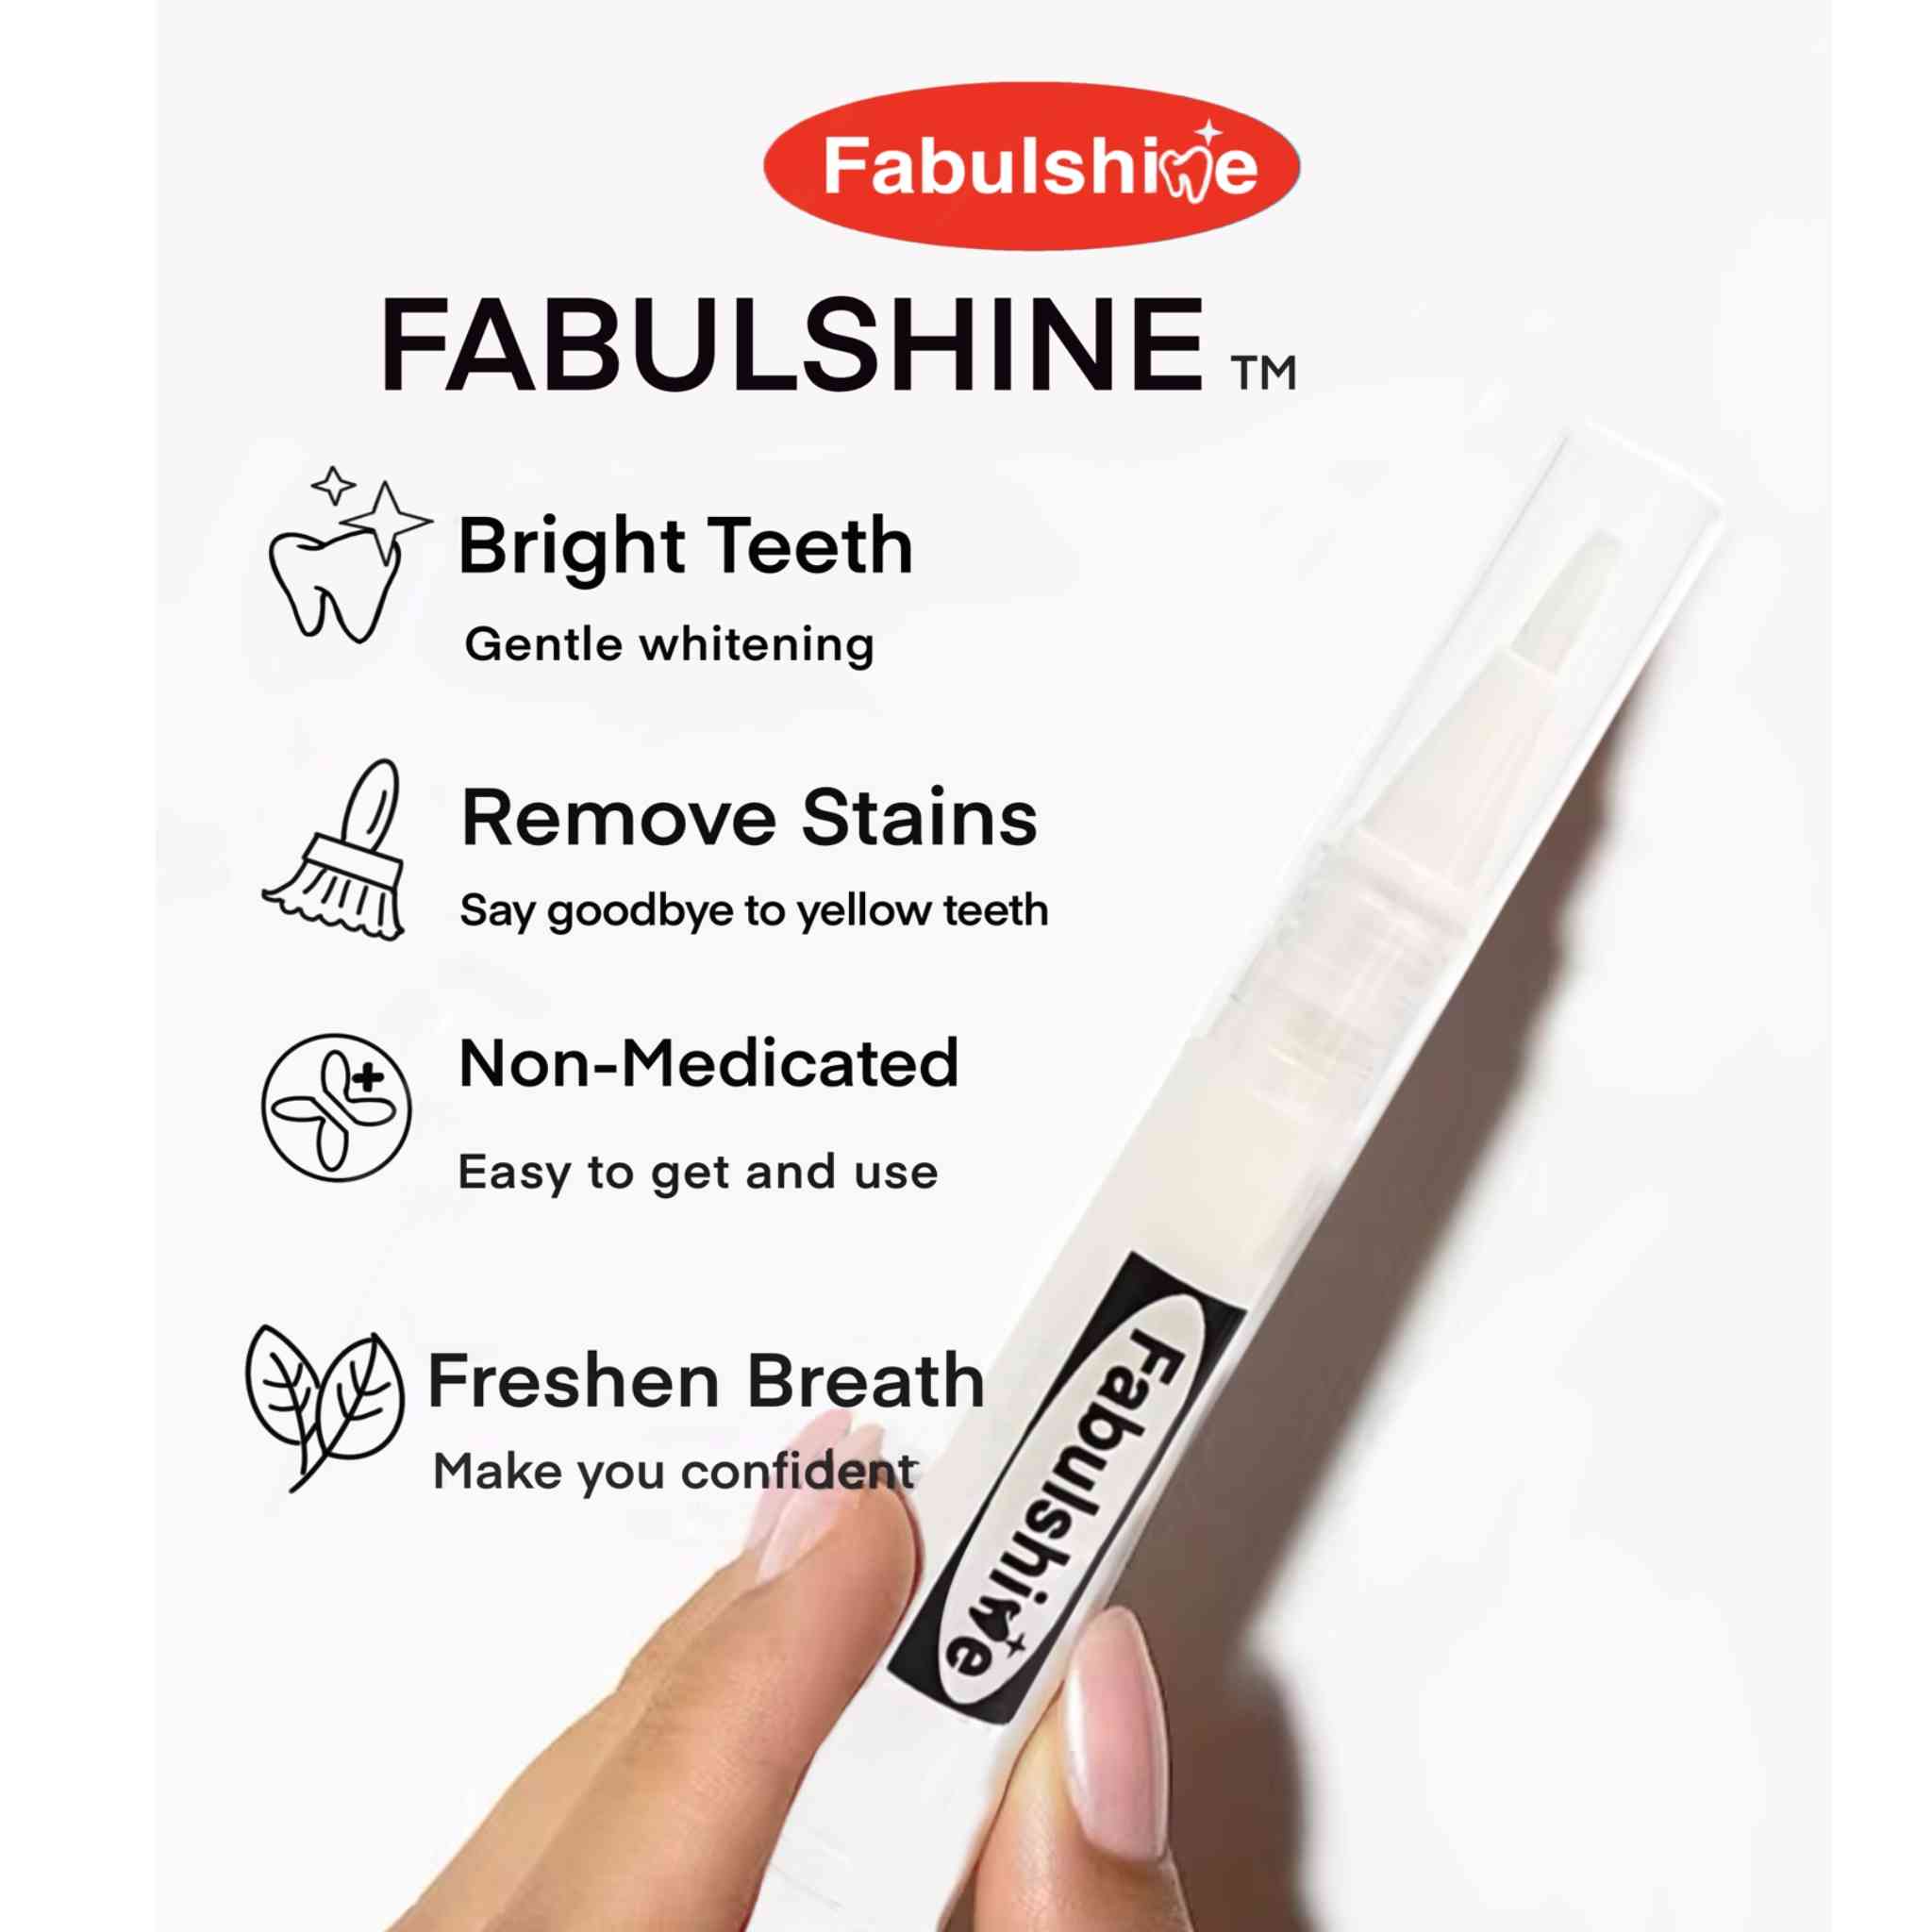 Fabulshine
FABULSHINE TM
Bright Teeth
Gentle whitening
Remove Stains
Say goodbye to yellow teeth
Non-Medicated
Easy to get and use
Freshen Breath
Make you confident
Fabulshine